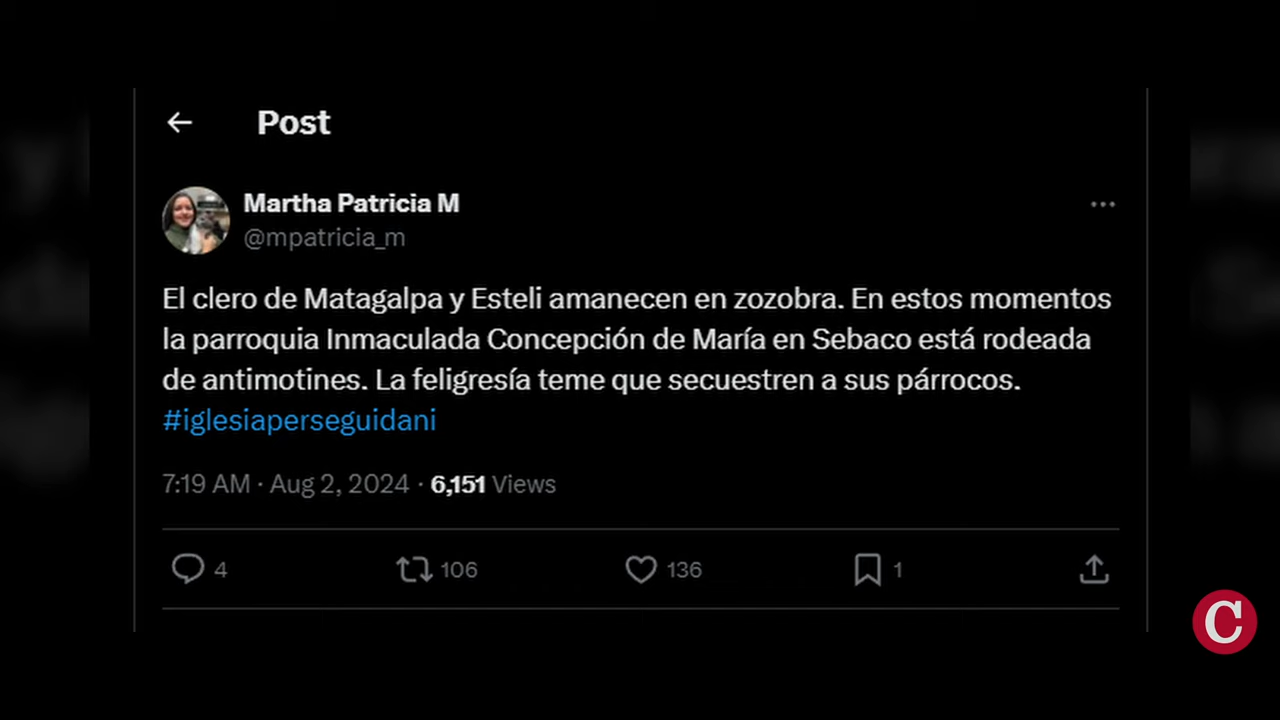 Post
Martha Patricia M
@mpatricia_m
El clero de Matagalpa y Esteli amanecen en zozobra. En estos momentos
la parroquia Inmaculada Concepción de María en Sebaco está rodeada
de antimotines. La feligresía teme que secuestren a sus párrocos.
#iglesiaperseguidani
7:19 AM · Aug 2, 2024 · 6,151 Views
4 106 136 1
C